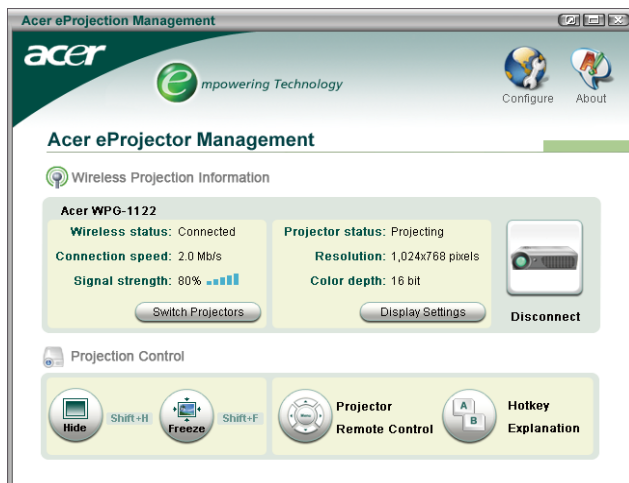 Acer eProjection Management
acer
e mpowering Technology
Configure
About
Acer eProjector Management
Wireless Projection Information
Acer WPG-1122
Wireless status: Connected
Connection speed: 2.0 Mb/s
Signal strength: 80%
Switch Projectors
Projector status: Projecting
Resolution: 1,024x768 pixels
Color depth: 16 bit
Display Settings
Disconnect
Projection Control
Hide
Shift+H
Freeze
Shift+F
Menu
Projector
Remote Control
A
B
Hotkey
Explanation